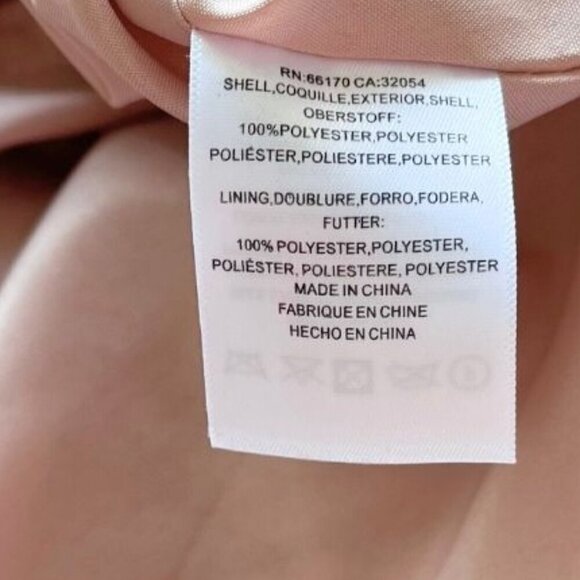 RN:66170 CA:32054
SHELL,COQUILLE,EXTERIOR,SHELL,
OBERSTOFF:
100%POLYESTER,POLYESTER
POLIÉSTER,POLIESTERE,POLYESTER
LINING,DOUBLURE,FORRO,FODERA,
FUTTER:
100% POLYESTER,POLYESTER,
POLIÉSTER, POLIESTERE, POLYESTER
MADE IN CHINA
FABRIQUE EN CHINE
HECHO EN CHINA